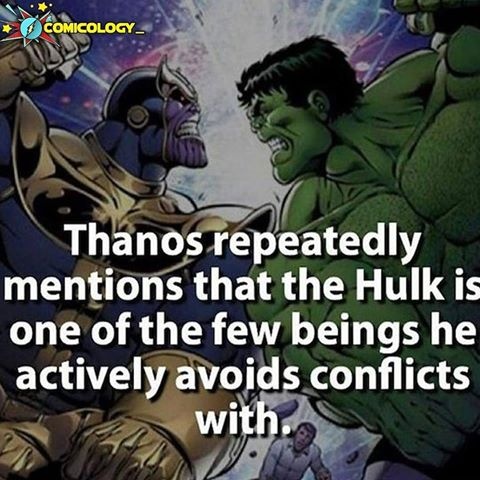 COMICOLOGY_
Thanos repeatedly
mentions that the Hulk is
one of the few beings he
actively avoids conflicts
with.